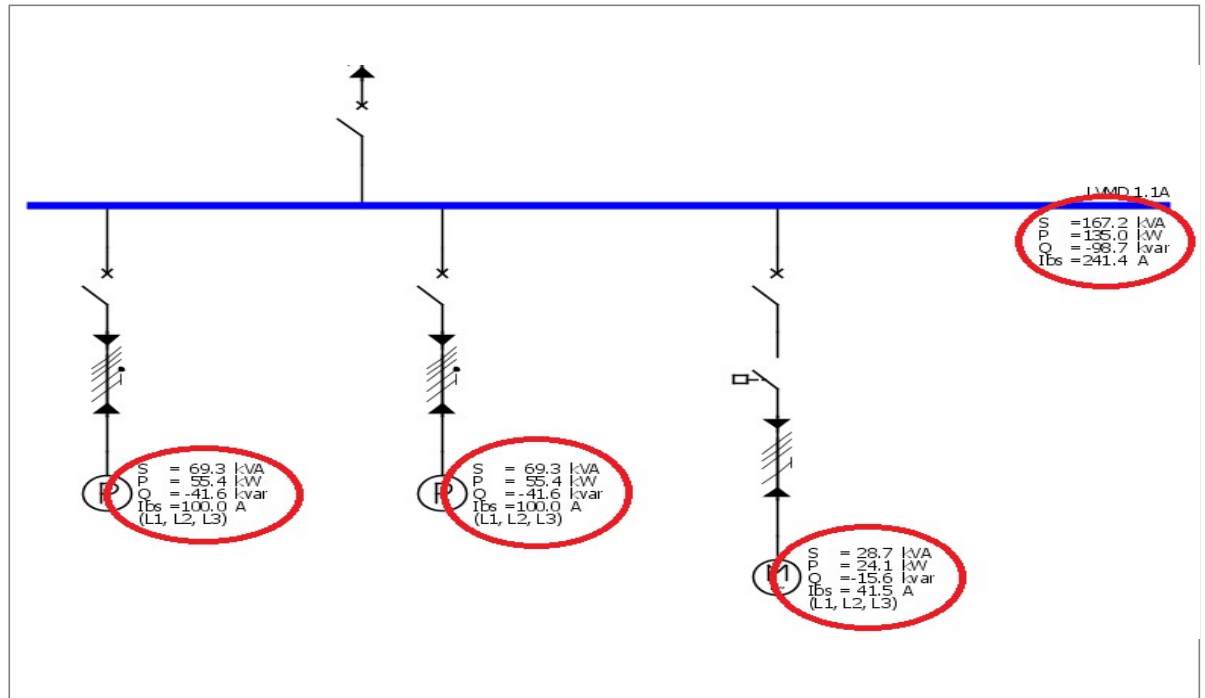 LVMD 1.1A
S =167.2 kVA
P =135.0 kW
Q =-98.7 kvar
Ibs =241.4 A
P
S = 69.3 kVA
P = 55.4 kW
Q = -41.6 kvar
Ibs =100.0 A
(L1, L2, L3)
P
S = 69.3 kVA
P = 55.4 kW
Q = -41.6 kvar
Ibs =100.0 A
(L1, L2, L3)
M
~
S = 28.7 kVA
P = 24.1 kW
Q =-15.6 kvar
Ibs = 41.5 A
(L1, L2, L3)